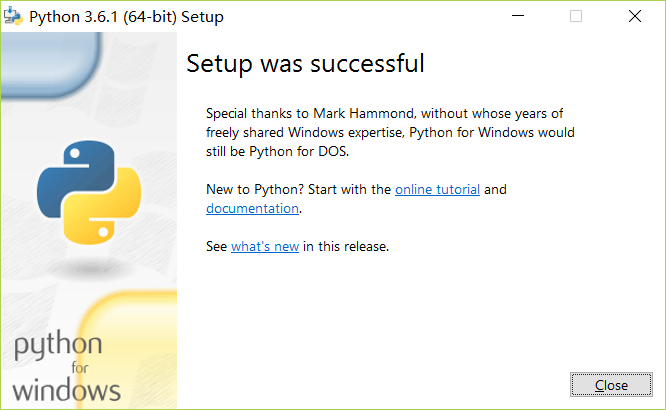 Python 3.6.1 (64-bit) Setup
Setup was successful
Special thanks to Mark Hammond, without whose years of
freely shared Windows expertise, Python for Windows would
still be Python for DOS.
New to Python? Start with the online tutorial and
documentation.
See what's new in this release.
python
for
windows
Close